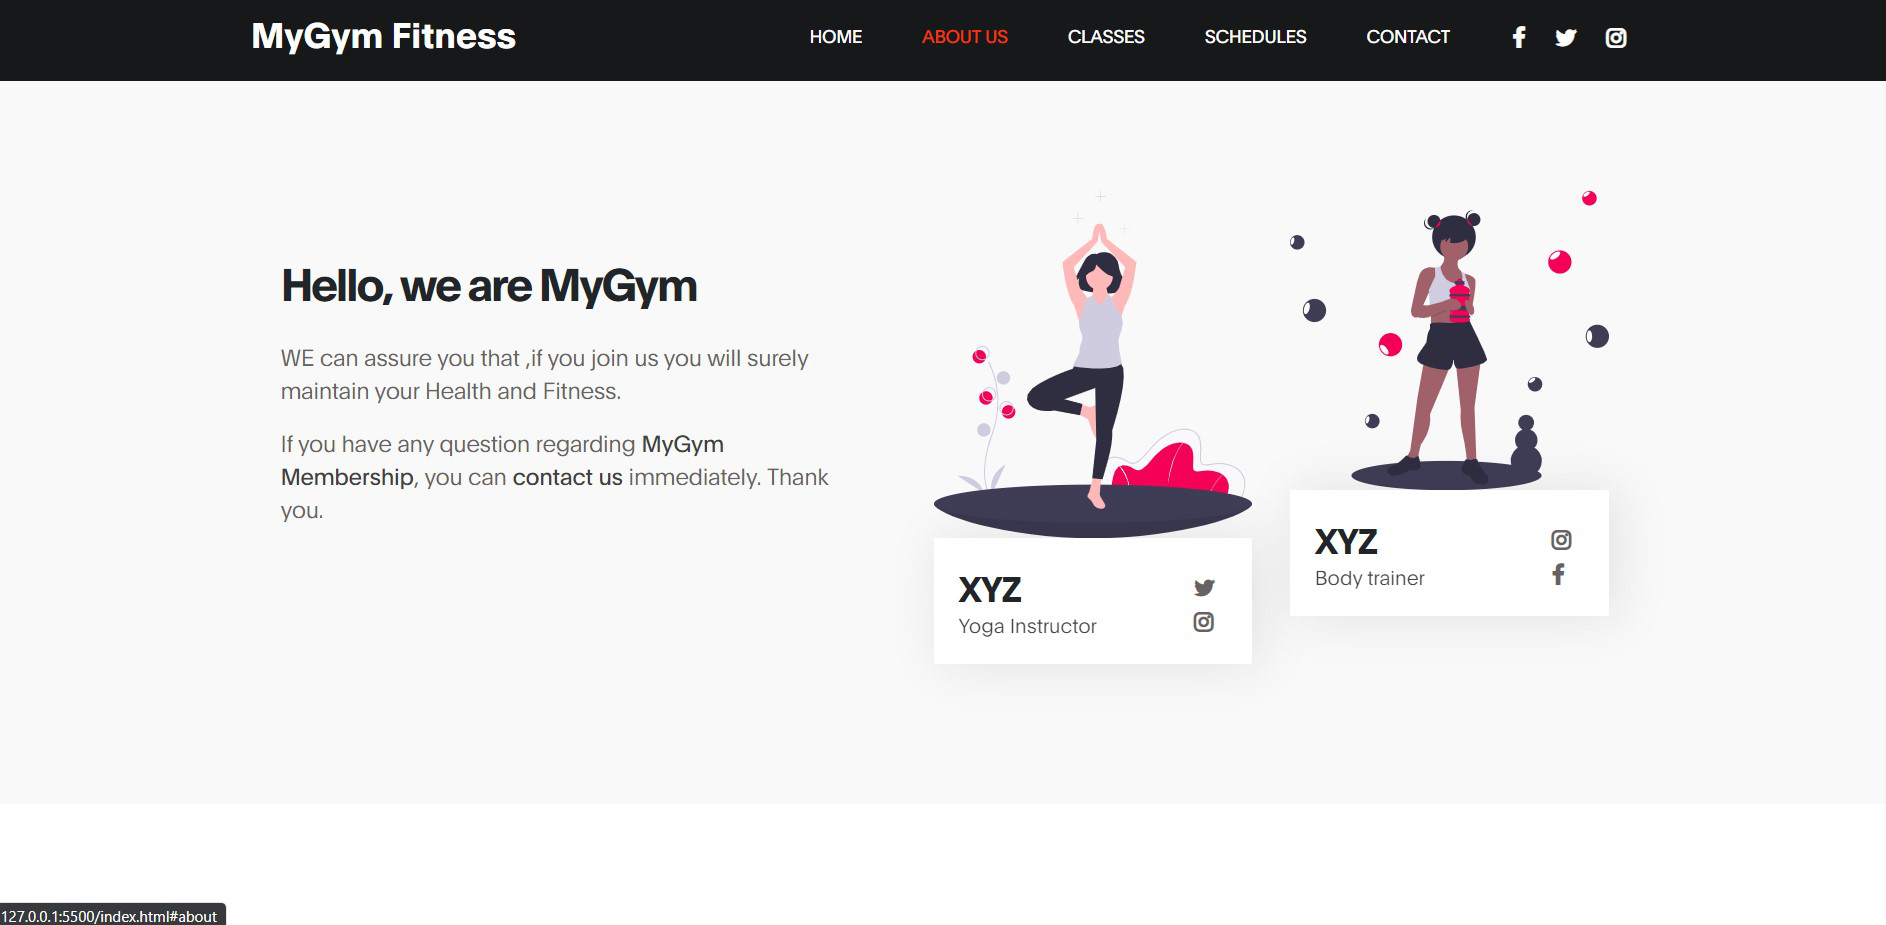 MyGym Fitness
HOME ABOUT US CLASSES SCHEDULES CONTACT
Hello, we are MyGym
WE can assure you that ,if you join us you will surely
maintain your Health and Fitness.
If you have any question regarding MyGym
Membership, you can contact us immediately. Thank
you.
XYZ
Yoga Instructor
XYZ
Body trainer
127.0.0.1:5500/index.html#about